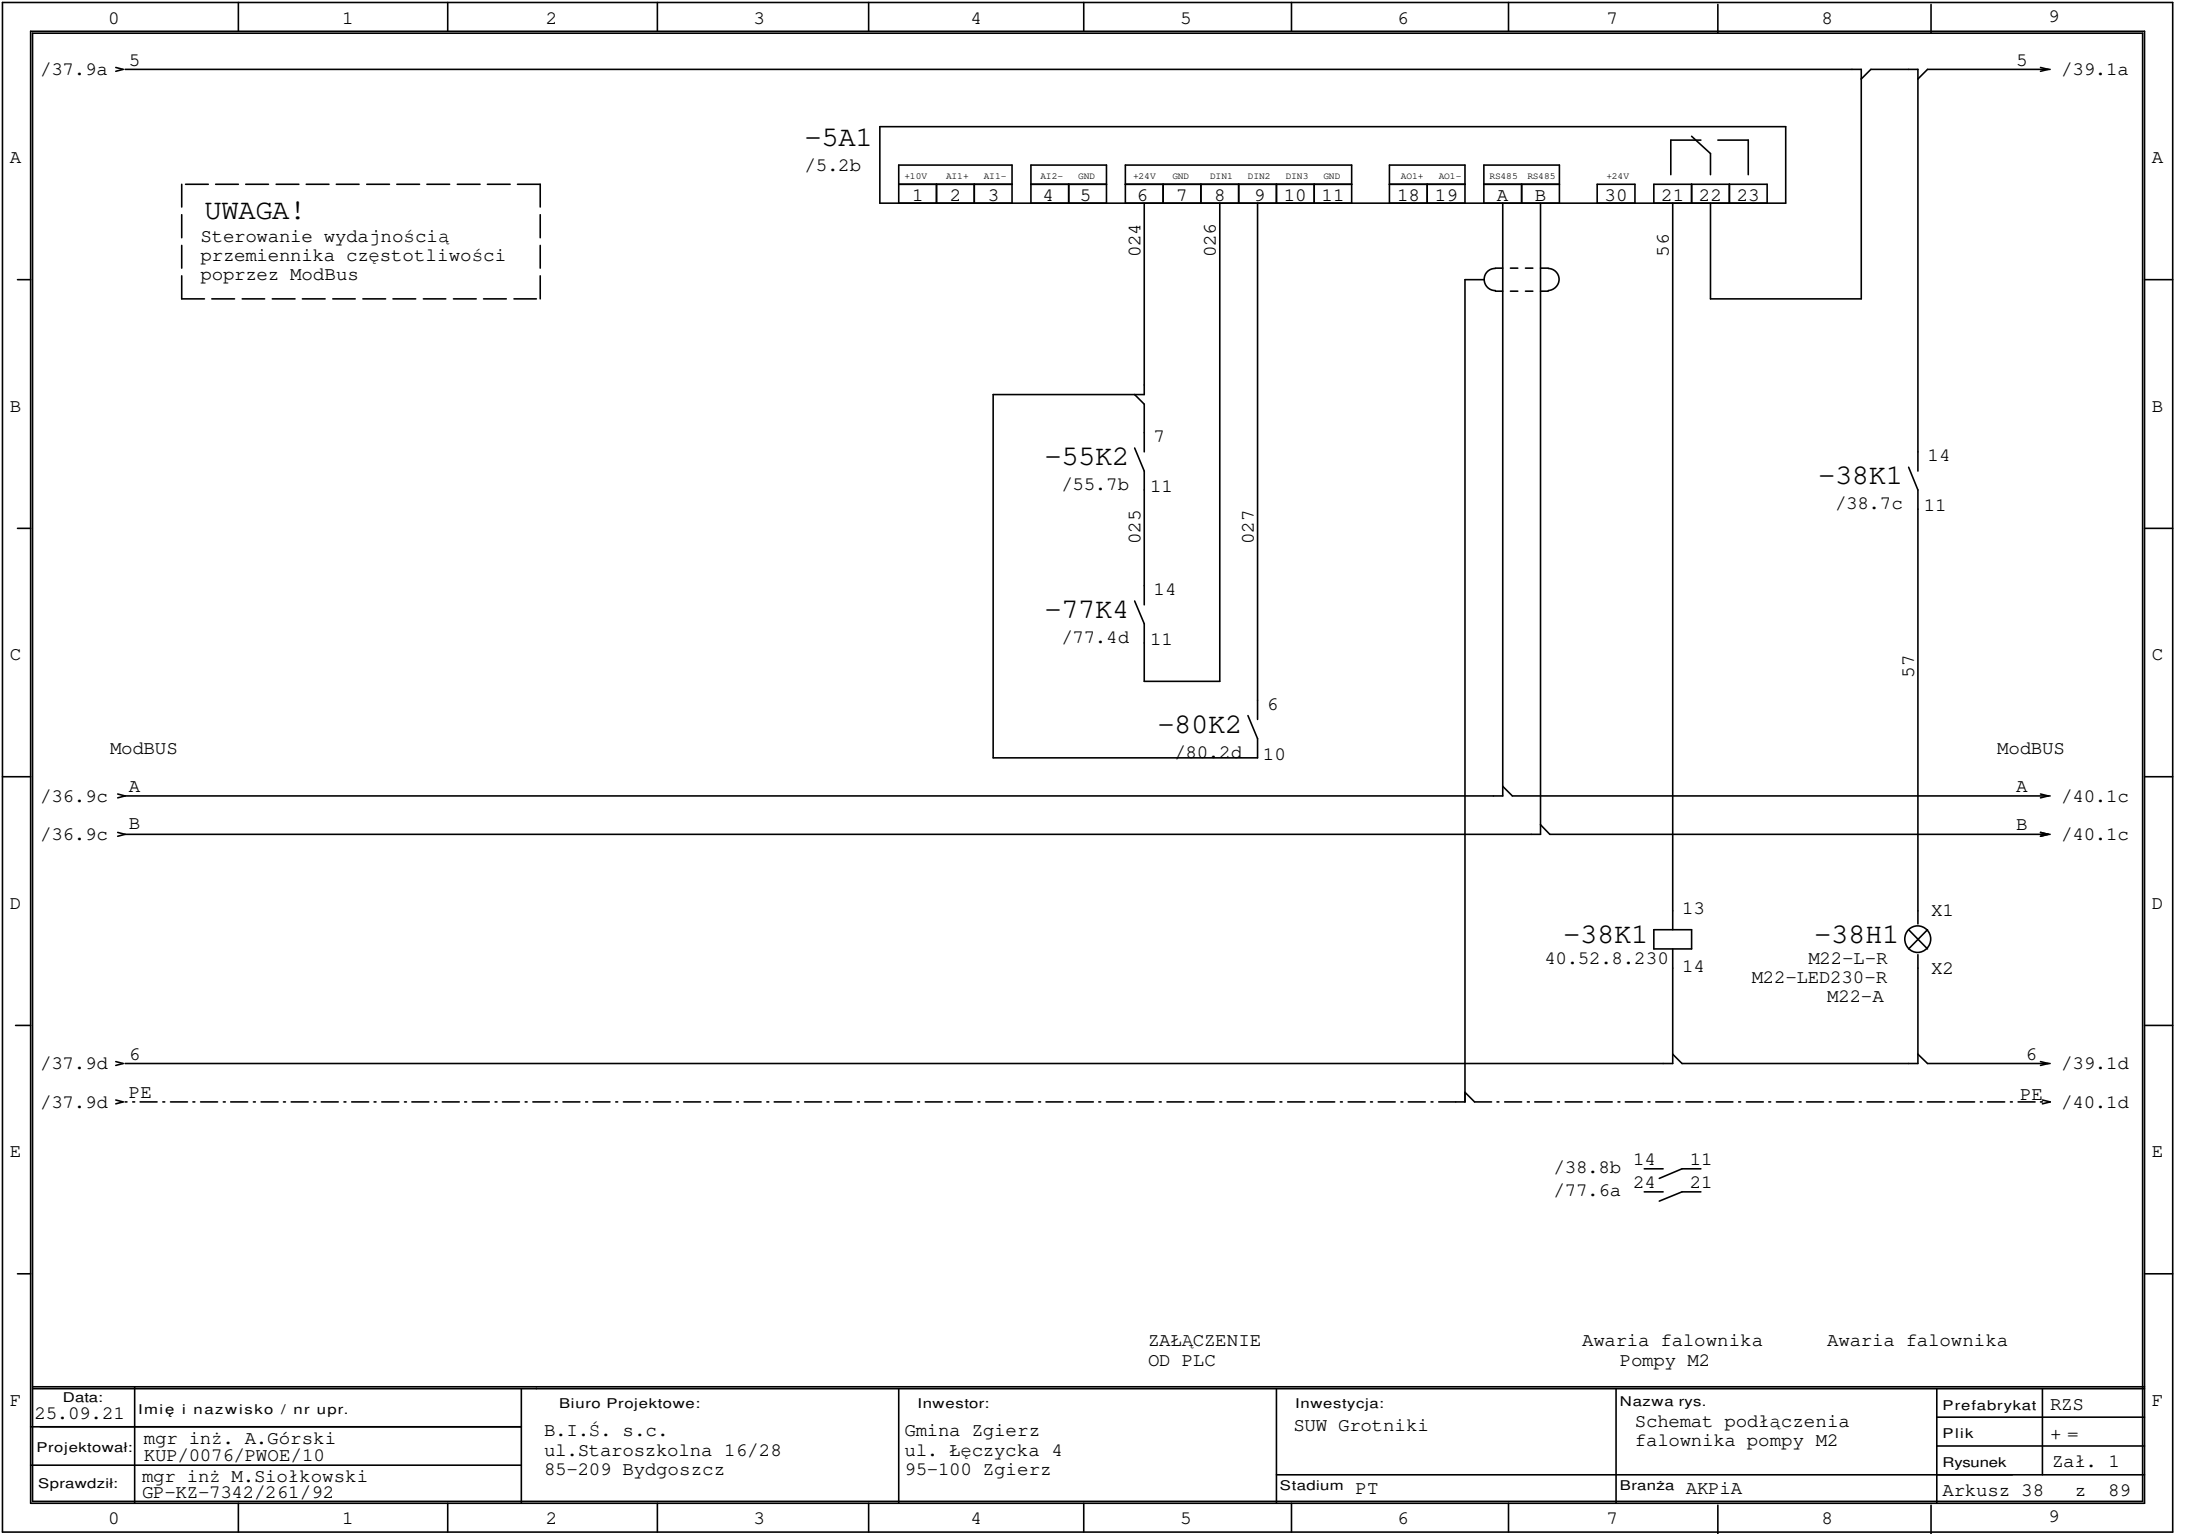 0 1 2 3 4 5 6 7 8 9
/37.9a 5
5 /39.1a
A
A
-5A1
/5.2b
+10V AI1+ AI1- AI2- GND +24V GND DIN1 DIN2 DIN3 GND AO1+ AO1- RS485 RS485 +24V
1 2 3 4 5 6 7 8 9 10 11 18 19 A B 30 21 22 23
UWAGA!
Sterowanie wydajnością
przemiennika częstotliwości
poprzez ModBus
024
026
56
B
B
7
-55K2
/55.7b
11
14
-38K1
/38.7c
11
025
027
14
-77K4
/77.4d
11
C
C
57
6
-80K2
/80.2d
10
ModBUS
ModBUS
/36.9c A
A /40.1c
/36.9c B
B /40.1c
D
D
13
-38K1
40.52.8.230
14
X1
-38H1
M22-L-R
X2
M22-LED230-R
M22-A
/37.9d 6
6 /39.1d
/37.9d PE
PE /40.1d
E
E
/38.8b 14 11
/77.6a 24 21
ZAŁĄCZENIE
OD PLC
Awaria falownika
Pompy M2
Awaria falownika
F
F
Data:
25.09.21
Imię i nazwisko / nr upr.
Projektował:
mgr inż. A.Górski
KUP/0076/PWOE/10
Sprawdził:
mgr inż M.Siołkowski
GP-KZ-7342/261/92
Biuro Projektowe:
B.I.Ś. s.c.
ul.Staroszkolna 16/28
85-209 Bydgoszcz
Inwestor:
Gmina Zgierz
ul. Łęczycka 4
95-100 Zgierz
Inwestycja:
SUW Grotniki
Stadium PT
Nazwa rys.
Schemat podłączenia
falownika pompy M2
Branża AKPiA
Prefabrykat RZS
Plik + =
Rysunek Zał. 1
Arkusz 38 z 89
0 1 2 3 4 5 6 7 8 9